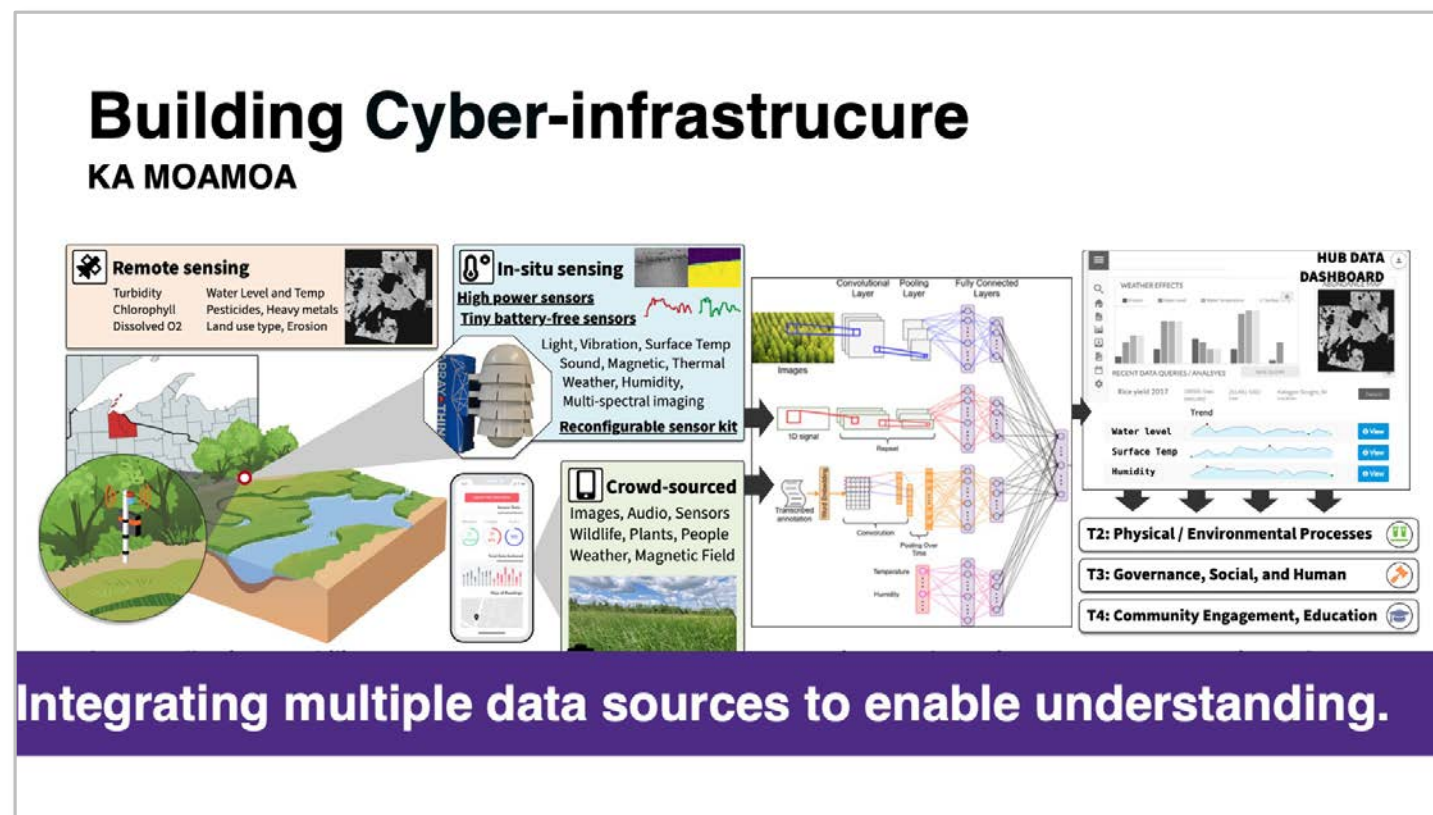 Building Cyber-infrastrucure
KA MOAMOA
Remote sensing
Turbidity
Chlorophyll
Dissolved O2
Water Level and Temp
Pesticides, Heavy metals
Land use type, Erosion
In-situ sensing
High power sensors
Tiny battery-free sensors
Light, Vibration, Surface Temp
Sound, Magnetic, Thermal
Weather, Humidity,
Multi-spectral imaging
Reconfigurable sensor kit
Crowd-sourced
Images, Audio, Sensors
Wildlife, Plants, People
Weather, Magnetic Field
Convolutional
Layer
Pooling
Layer
Fully Connected
Layers
Images
1D signal
Repeat
Transcribed
annotation
Word Embedding
Convolution
Pooling Over
Time
Temperature
Humidity
HUB DATA
DASHBOARD
WEATHER EFFECTS
ABUNDANCE MAP
RECENT DATA QUERIES / ANALYSES
Rice yield 2017
Trend
Water level
View
Surface Temp
View
Humidity
View
T2: Physical / Environmental Processes
T3: Governance, Social, and Human
T4: Community Engagement, Education
Integrating multiple data sources to enable understanding.